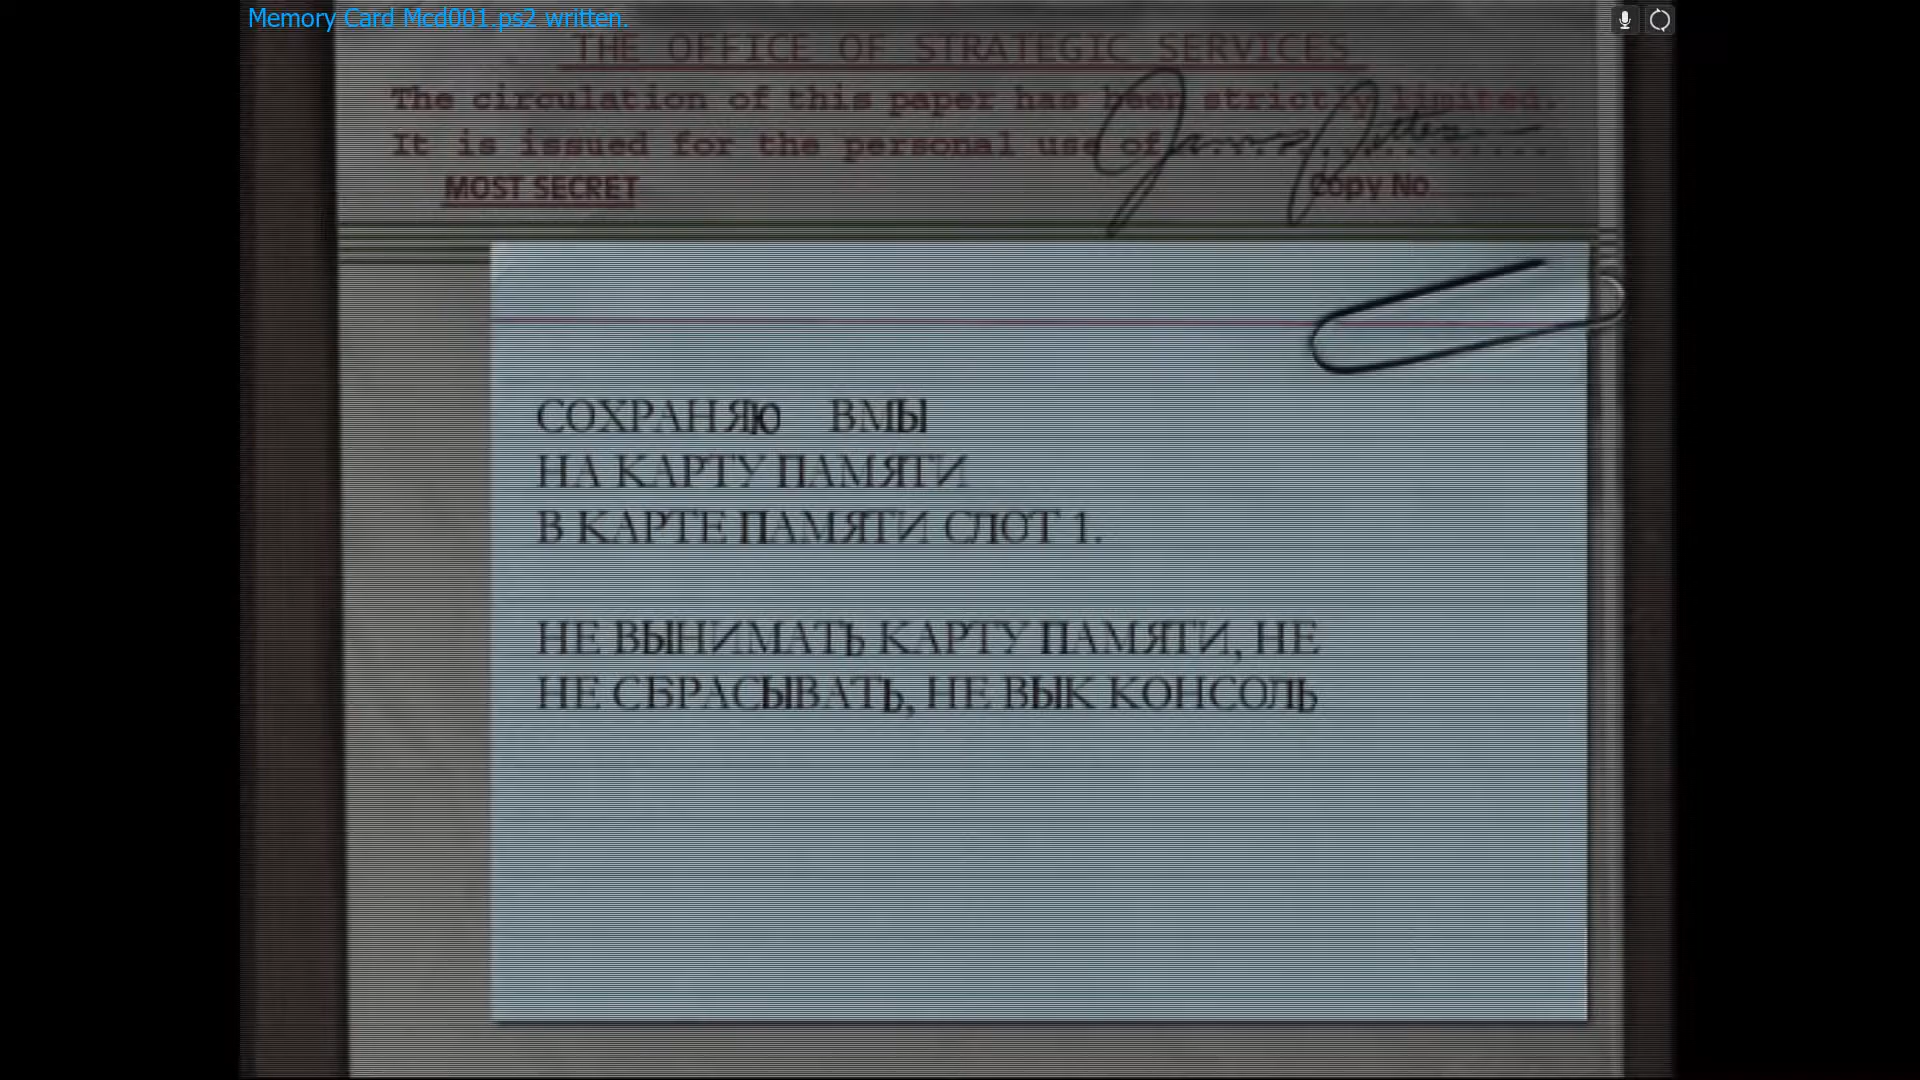 Memory Card Mcd001.ps2 written.
THE OFFICE OF STRATEGIC SERVICES
The circulation of this paper has been strictly limited.
It is issued for the personal use of
MOST SECRET
Copy No.
СОХРАНЯЮ ВМЫ
НА КАРТУ ПАМЯТИ
В КАРТЕ ПАМЯТИ СЛОТ 1.
НЕ ВЫНИМАТЬ КАРТУ ПАМЯТИ, НЕ
НЕ СБРАСЫВАТЬ, НЕ ВЫК КОНСОЛЬ